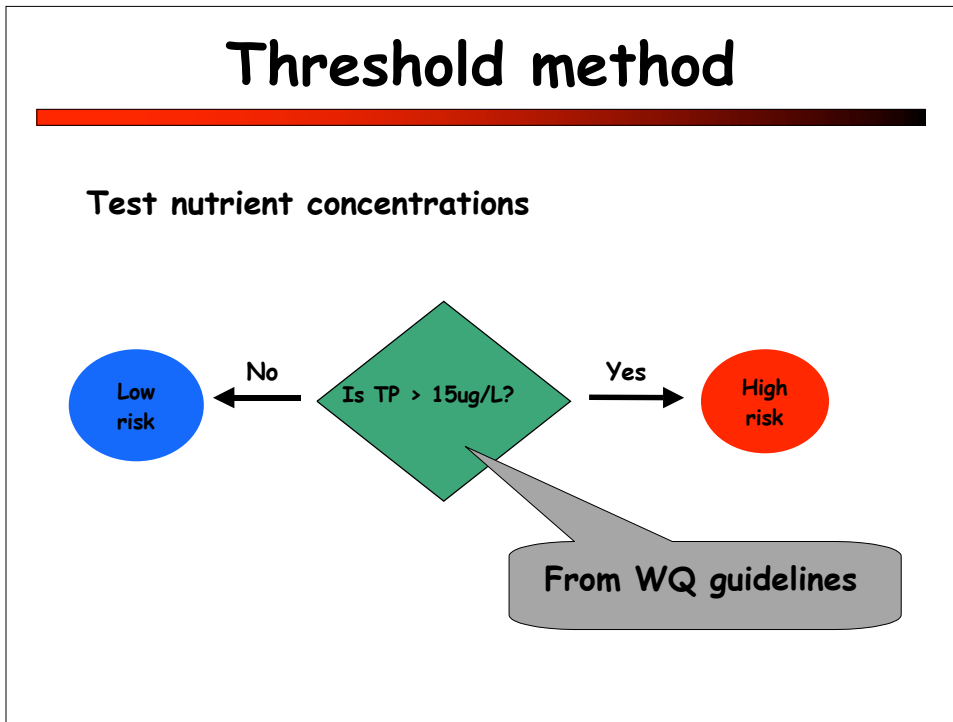 Threshold method
Test nutrient concentrations
No
Yes
Low
risk
Is TP > 15ug/L?
High
risk
From WQ guidelines